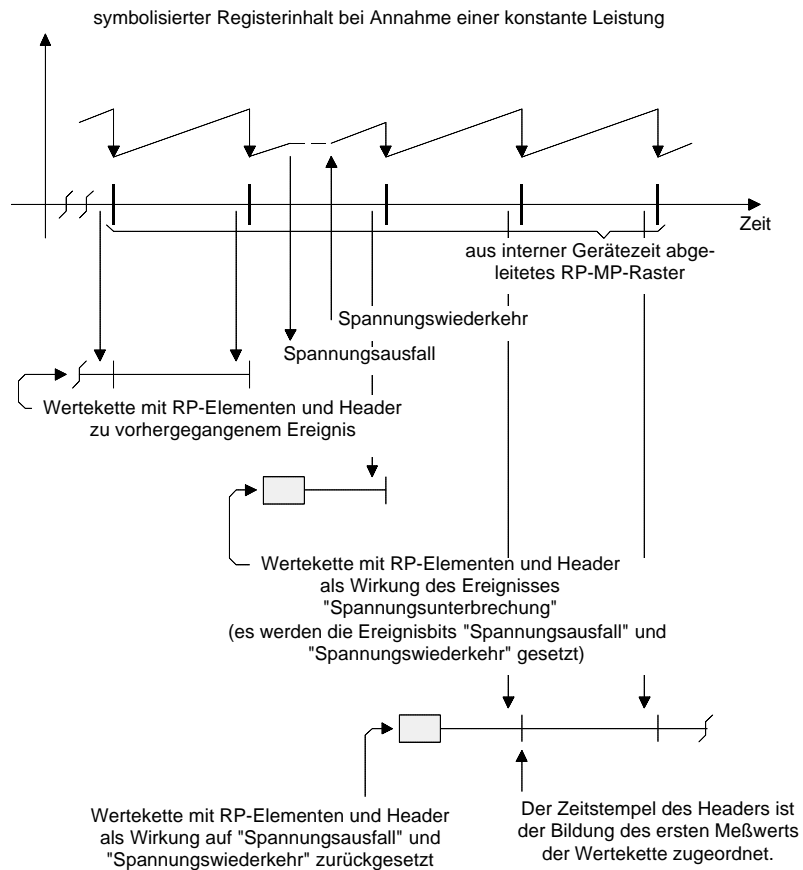 symbolisierter Registerinhalt bei Annahme einer konstante Leistung
Zeit
aus interner Gerätezeit abge-
leitetes RP-MP-Raster
Spannungswiederkehr
Spannungsausfall
Wertekette mit RP-Elementen und Header
zu vorhergegangenem Ereignis
Wertekette mit RP-Elementen und Header
als Wirkung des Ereignisses
"Spannungsunterbrechung"
(es werden die Ereignisbits "Spannungsausfall" und
"Spannungswiederkehr" gesetzt)
Wertekette mit RP-Elementen und Header
als Wirkung auf "Spannungsausfall" und
"Spannungswiederkehr" zurückgesetzt
Der Zeitstempel des Headers ist
der Bildung des ersten Meßwerts
der Wertekette zugeordnet.